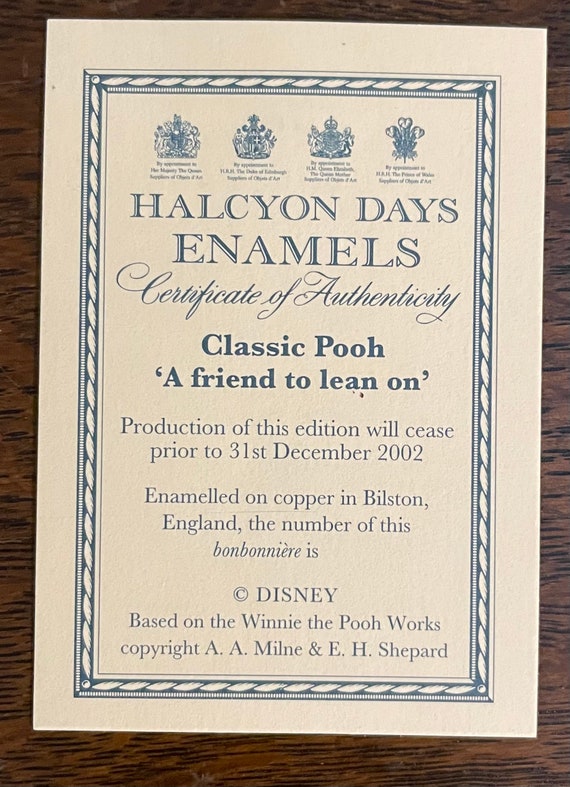 By appointment to
Her Majesty The Queen
Suppliers of Objets d'Art
By appointment to
H.R.H. The Duke of Edinburgh
Suppliers of Objets d'Art
By appointment to
H.M. Queen Elizabeth,
The Queen Mother
Suppliers of Objets d'Art
By appointment to
H.R.H. The Prince of Wales
Suppliers of Objets d'Art
HALCYON DAYS
ENAMELS
Certificate of Authenticity
Classic Pooh
‘A friend to lean on’
Production of this edition will cease
prior to 31st December 2002
Enamelled on copper in Bilston,
England, the number of this
bonbonnière is
© DISNEY
Based on the Winnie the Pooh Works
copyright A. A. Milne & E. H. Shepard